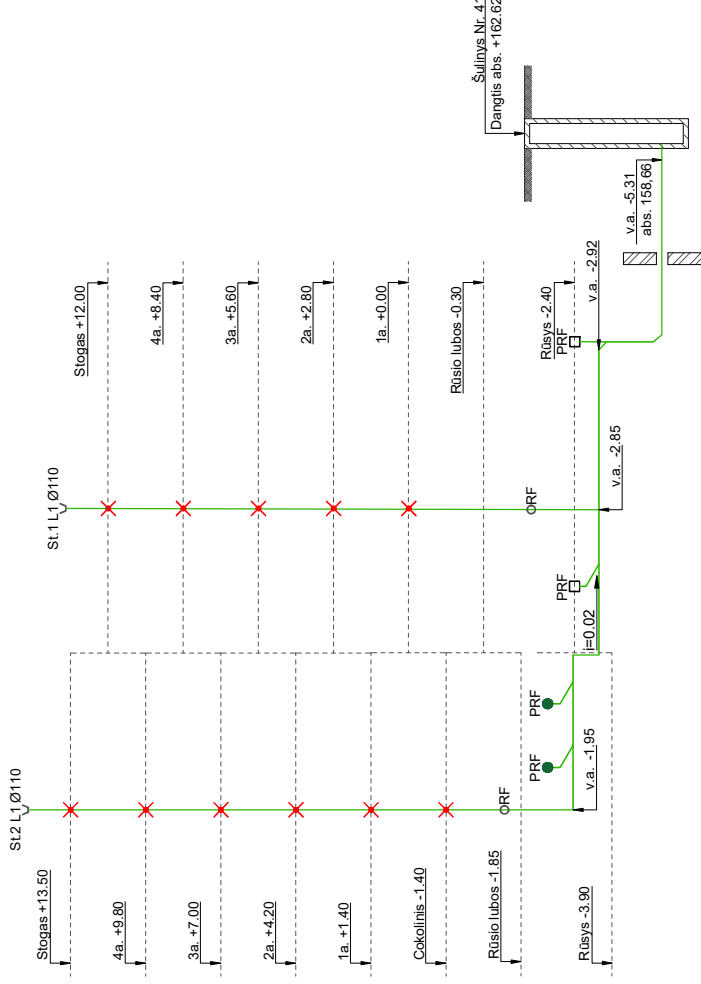 Šulinys Nr. 41
Dangtis abs. +162.62
v.a. -5.31
abs. 158,66
Stogas +12.00
4a. +8.40
3a. +5.60
2a. +2.80
1a. +0.00
Rūsio lubos -0.30
Rūsys -2.40
PRF
v.a. -2.92
St.1 L1 Ø110
ORF
v.a. -2.85
PRF
i=0.02
PRF
PRF
v.a. -1.95
St.2 L1 Ø110
ORF
Stogas +13.50
4a. +9.80
3a. +7.00
2a. +4.20
1a. +1.40
Cokolinis -1.40
Rūsio lubos -1.85
Rūsys -3.90